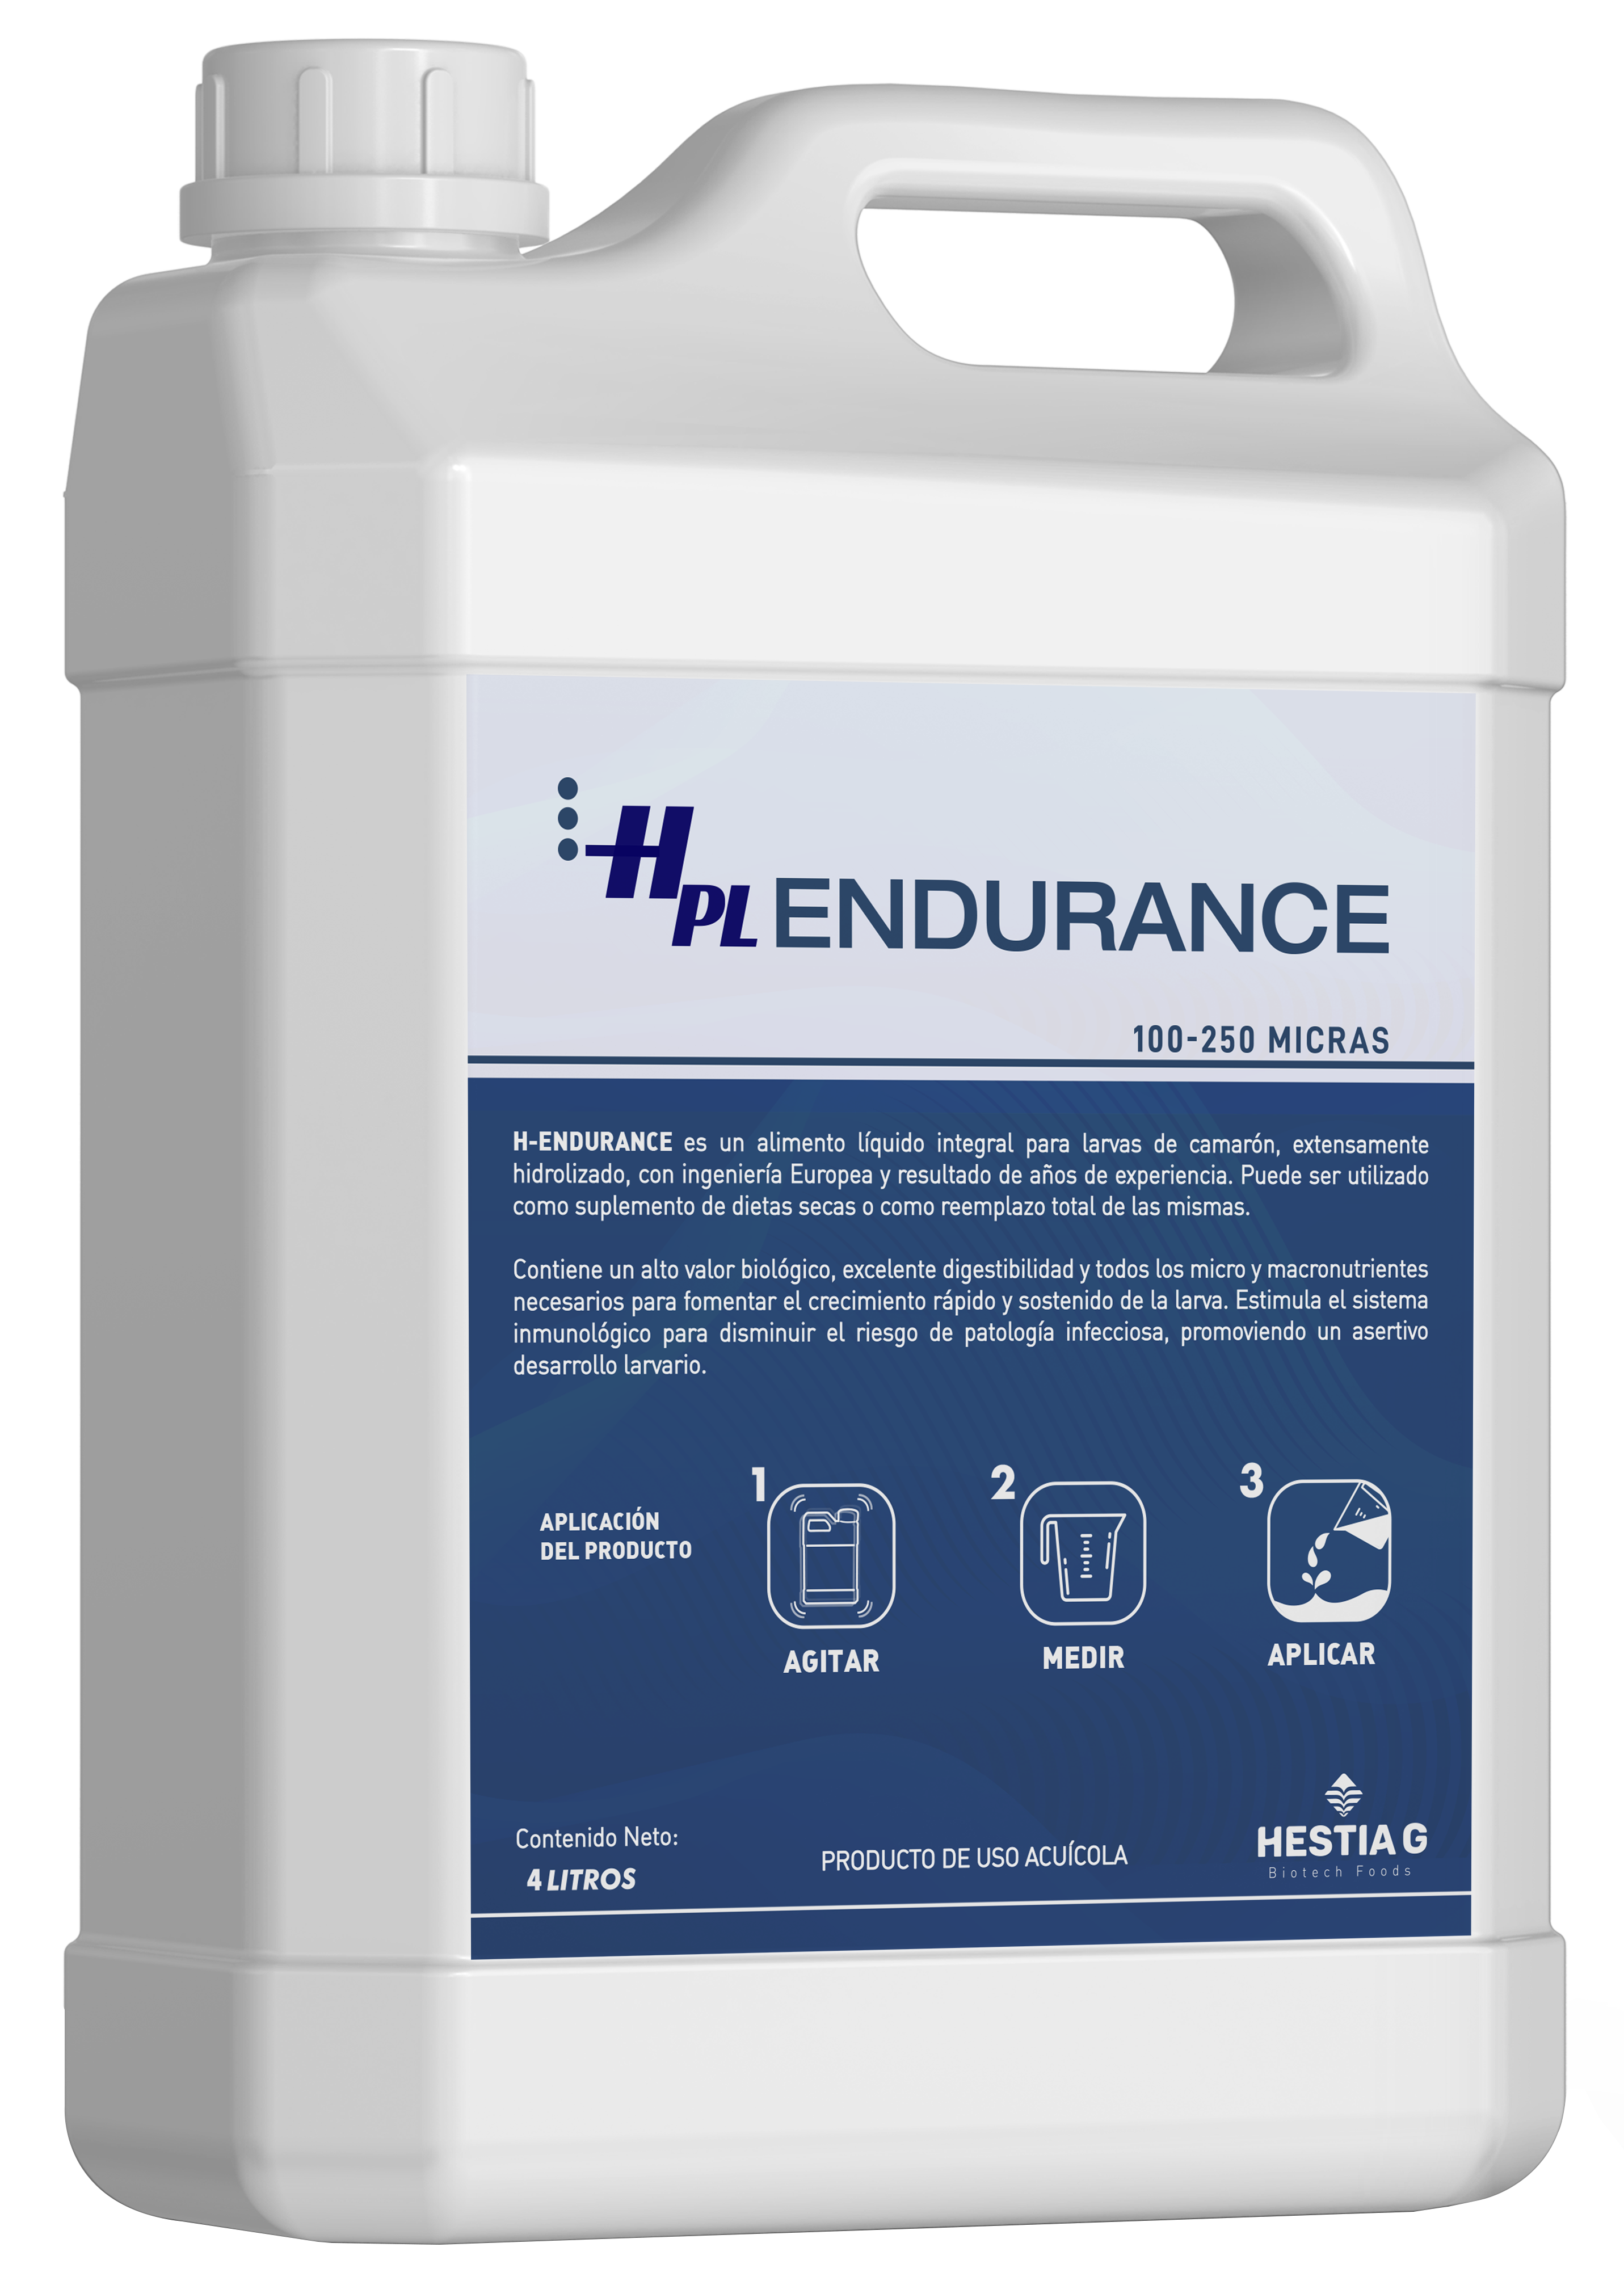 H PL ENDURANCE
100-250 MICRAS
H-ENDURANCE es un alimento líquido integral para larvas de camarón, extensamente
hidrolizado, con ingeniería Europea y resultado de años de experiencia. Puede ser utilizado
como suplemento de dietas secas o como reemplazo total de las mismas.
Contiene un alto valor biológico, excelente digestibilidad y todos los micro y macronutrientes
necesarios para fomentar el crecimiento rápido y sostenido de la larva. Estimula el sistema
inmunológico para disminuir el riesgo de patología infecciosa, promoviendo un asertivo
desarrollo larvario.
APLICACIÓN
DEL PRODUCTO
1
AGITAR
2
MEDIR
3
APLICAR
Contenido Neto:
4 LITROS
PRODUCTO DE USO ACUÍCOLA
HESTIA G
Biotech Foods